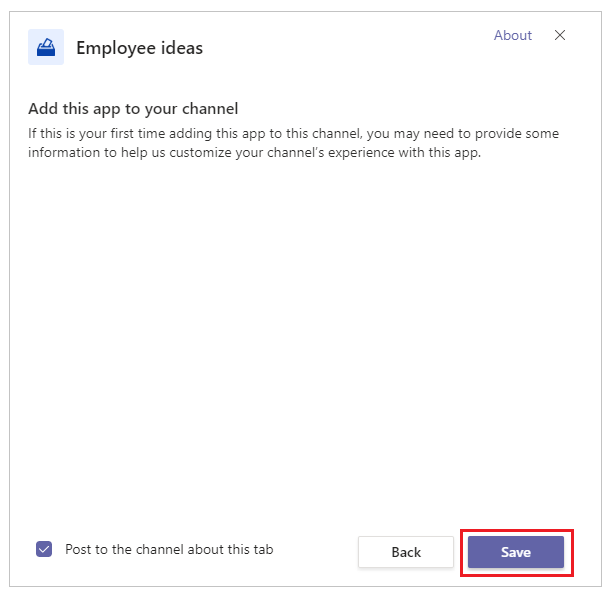 Employee ideas
About
Add this app to your channel
If this is your first time adding this app to this channel, you may need to provide some
information to help us customize your channel's experience with this app.
Post to the channel about this tab
Back
Save